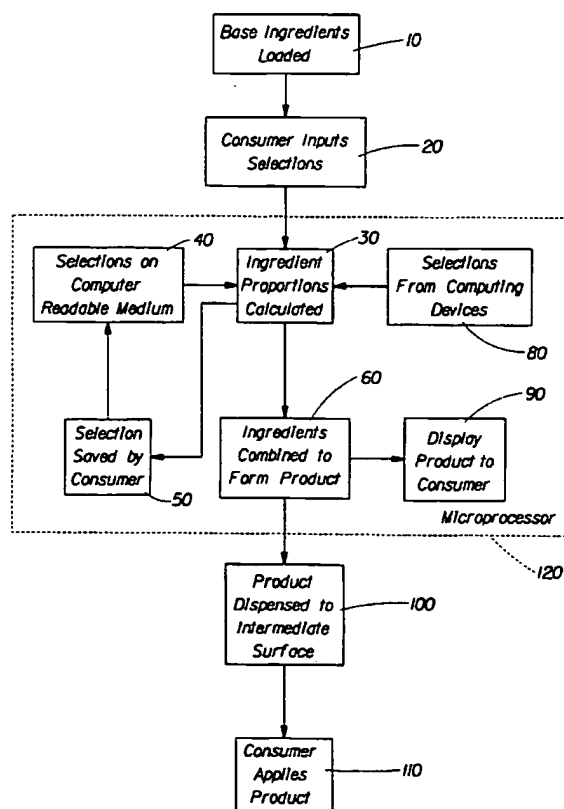 Base Ingredients
Loaded
10
Consumer Inputs
Selections
20
40
30
Selections on
Computer
Readable Medium
Ingredient
Proportions
Calculated
Selections
From Computing
Devices
80
60
90
Selection
Saved by
Consumer
50
Ingredients
Combined to
Form Product
Display
Product to
Consumer
Microprocessor
120
Product
Dispensed to
Intermediate
Surface
100
Consumer
Applies
Product
110